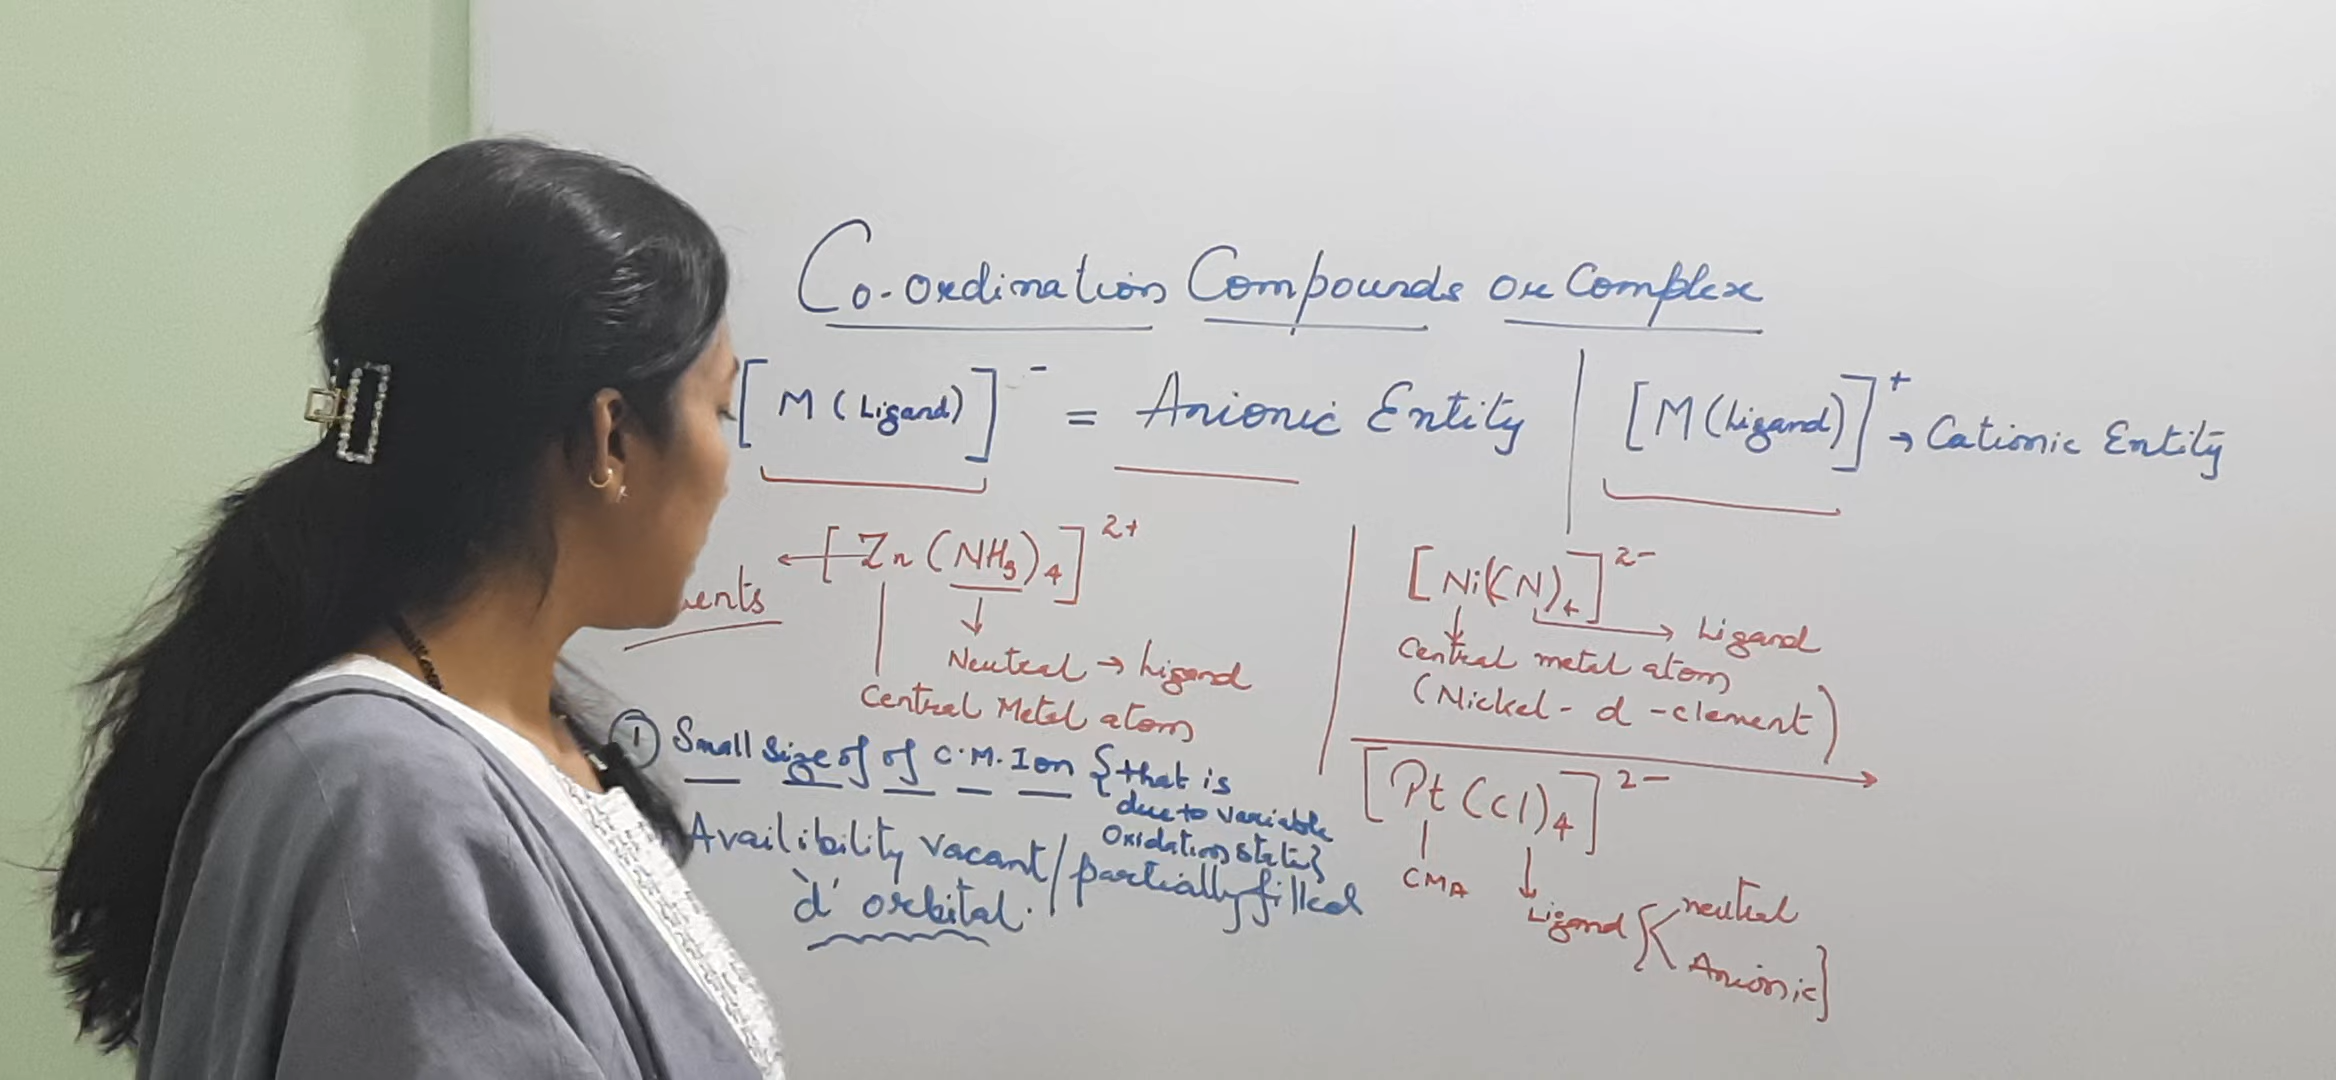 Co-ordination Compounds or Complex
[M(Ligand)]⁻ = Anionic Entity
[M(Ligand)]⁺ → Cationic Entity
← [Zn(NH₃)₄]²⁺
Neutral → Ligand
Central Metal atom
[Ni(CN)₄]²⁻
→ Ligand
Central metal atom
(Nickel - d - element)
① Small Size of of C.M. Ion {that is
due to variable
Oxidation state}
Availibility vacant/partially filled
'd' orbital.
[Pt(Cl)₄]²⁻
CMA
Ligand { neutral
Anionic }